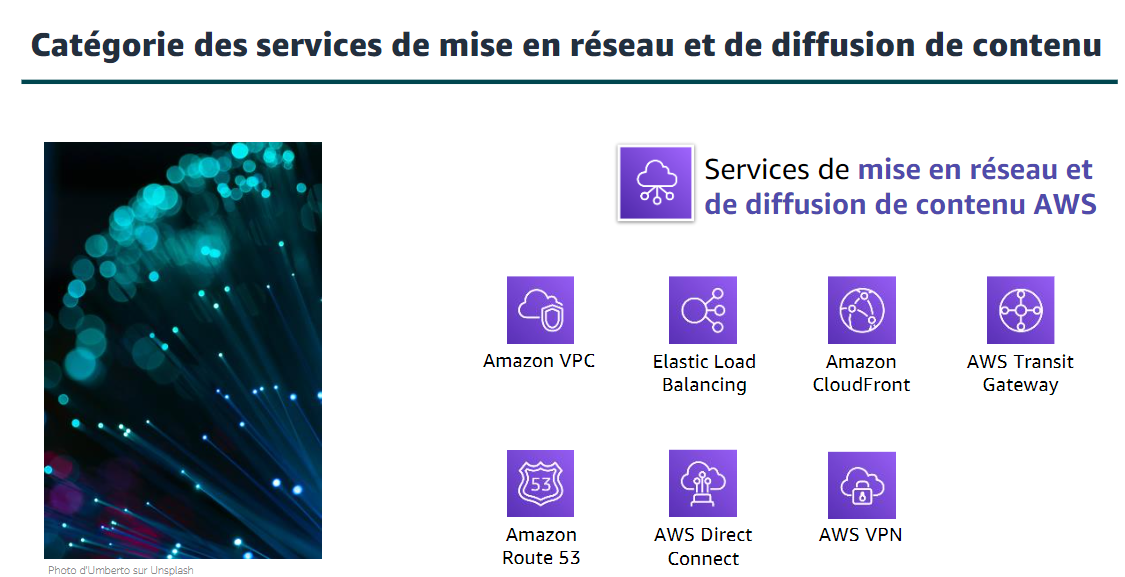 Catégorie des services de mise en réseau et de diffusion de contenu
Services de mise en réseau et
de diffusion de contenu AWS
Amazon VPC
Elastic Load
Balancing
Amazon
CloudFront
AWS Transit
Gateway
53
Amazon
Route 53
AWS Direct
Connect
AWS VPN
Photo d'Umberto sur Unsplash